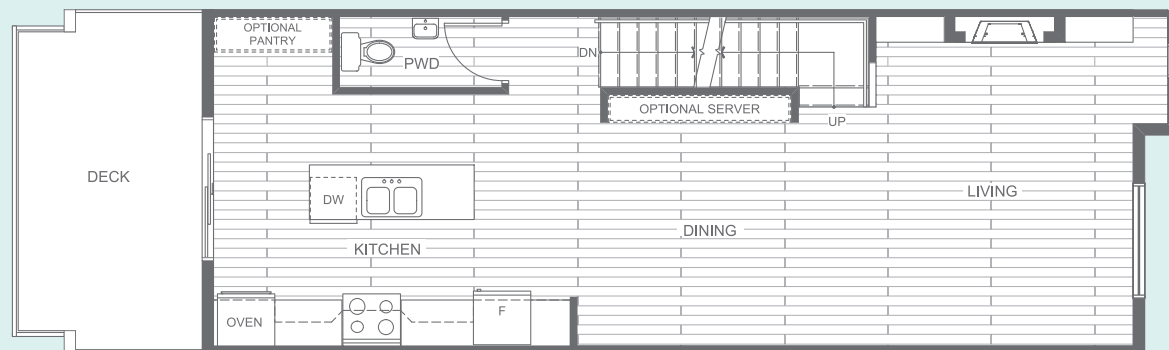 OPTIONAL
PANTRY
PWD
DN
OPTIONAL SERVER
UP
DECK
DW
LIVING
DINING
KITCHEN
OVEN
F